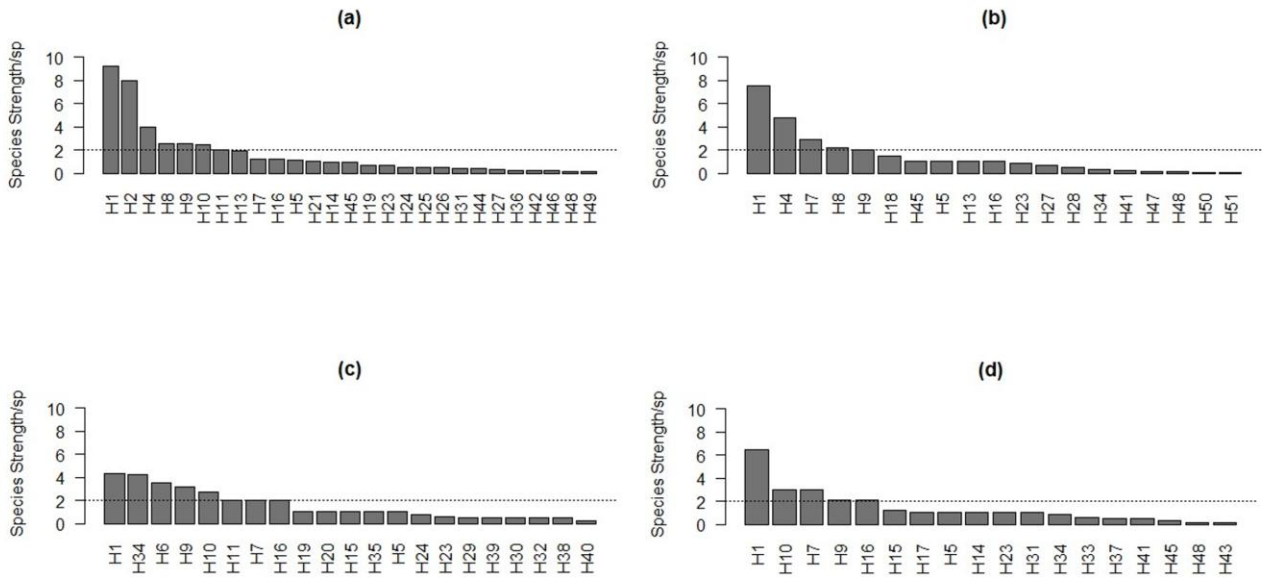 (a)
Species Strength/sp
10
8
6
4
2
0
H1 H2 H4 H8 H9 H10 H11 H13 H7 H16 H5 H21 H14 H45 H19 H23 H24 H25 H26 H31 H44 H27 H36 H42 H46 H48 H49
(b)
Species Strength/sp
10
8
6
4
2
0
H1 H4 H7 H8 H9 H18 H45 H5 H13 H16 H23 H27 H28 H34 H41 H47 H48 H50 H51
(c)
Species Strength/sp
10
8
6
4
2
0
H1 H34 H6 H9 H10 H11 H7 H16 H19 H20 H15 H35 H5 H24 H23 H29 H39 H30 H32 H38 H40
(d)
Species Strength/sp
10
8
6
4
2
0
H1 H10 H7 H9 H16 H15 H17 H5 H14 H23 H31 H34 H33 H37 H41 H45 H48 H43